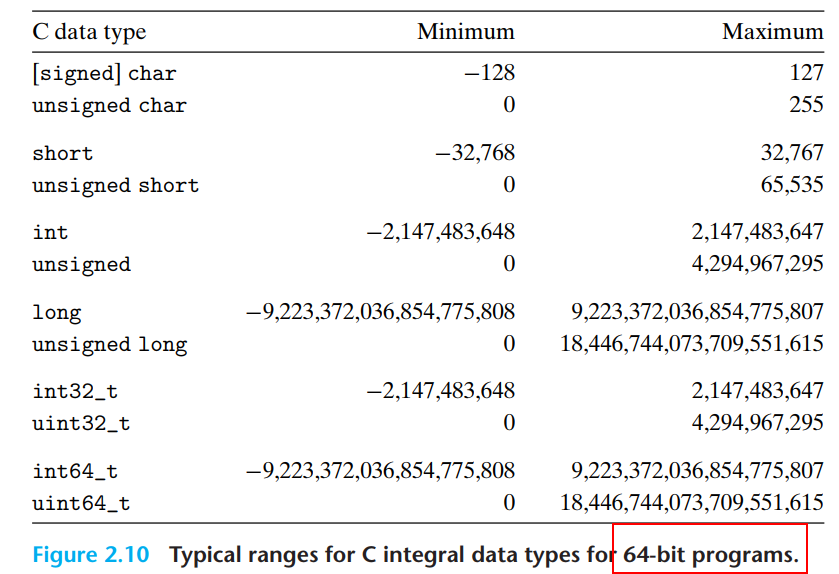 C data type Minimum Maximum
[signed] char −128 127
unsigned char 0 255
short −32,768 32,767
unsigned short 0 65,535
int −2,147,483,648 2,147,483,647
unsigned 0 4,294,967,295
long −9,223,372,036,854,775,808 9,223,372,036,854,775,807
unsigned long 0 18,446,744,073,709,551,615
int32_t −2,147,483,648 2,147,483,647
uint32_t 0 4,294,967,295
int64_t −9,223,372,036,854,775,808 9,223,372,036,854,775,807
uint64_t 0 18,446,744,073,709,551,615
Figure 2.10 Typical ranges for C integral data types for 64-bit programs.